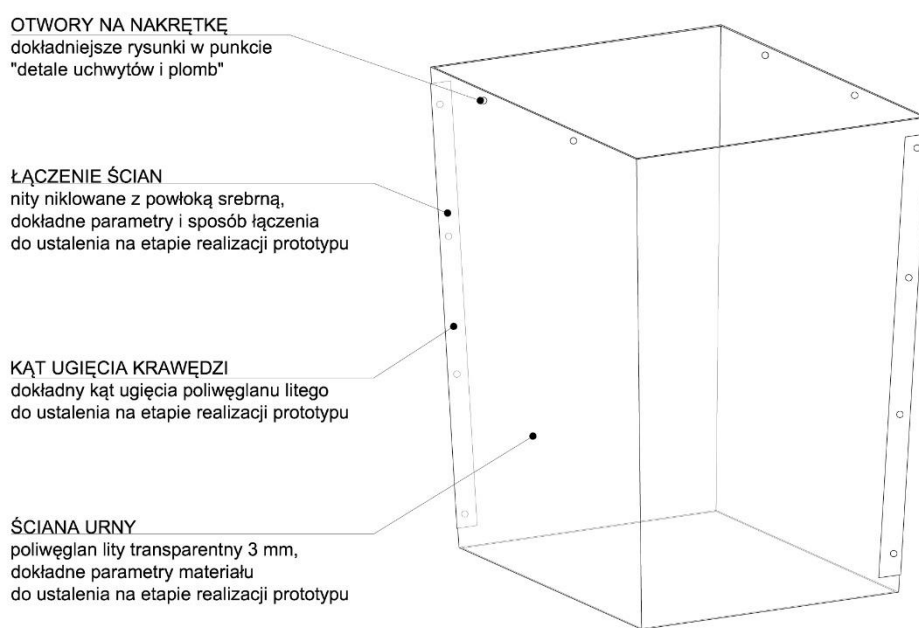 OTWORY NA NAKRĘTKĘ
dokładniejsze rysunki w punkcie
"detale uchwytów i plomb"
ŁĄCZENIE ŚCIAN
nity niklowane z powłoką srebrną,
dokładne parametry i sposób łączenia
do ustalenia na etapie realizacji prototypu
KĄT UGIĘCIA KRAWĘDZI
dokładny kąt ugięcia poliwęglanu litego
do ustalenia na etapie realizacji prototypu
ŚCIANA URNY
poliwęglan lity transparentny 3 mm,
dokładne parametry materiału
do ustalenia na etapie realizacji prototypu